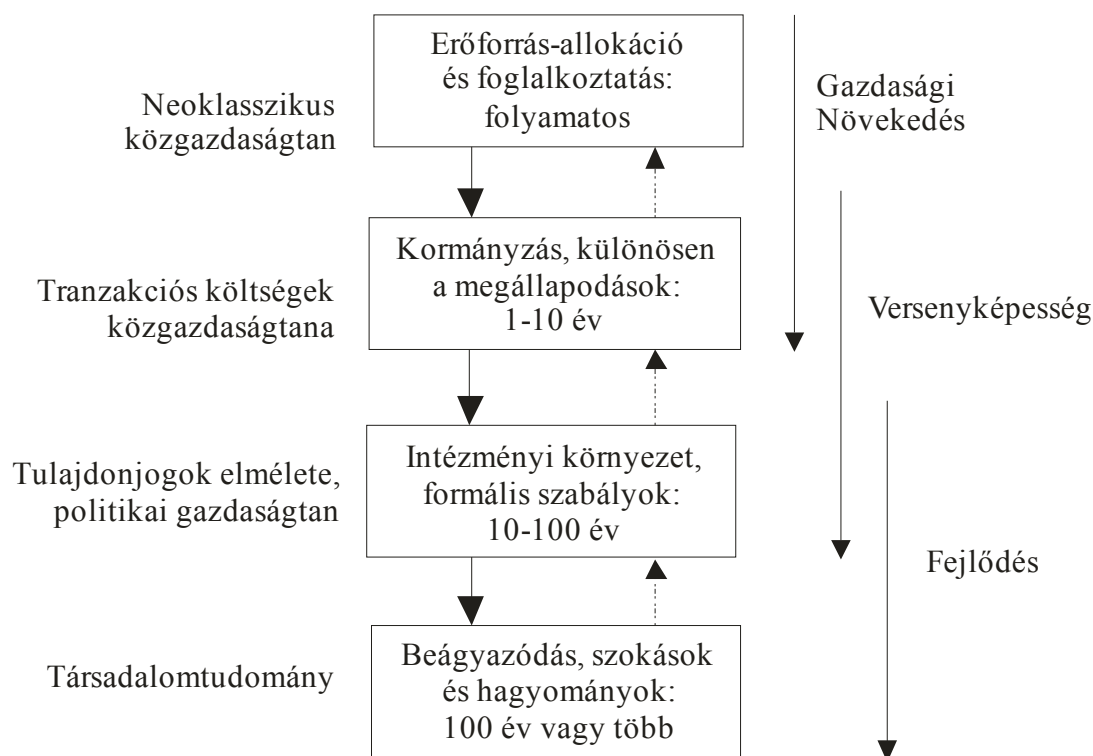 Erőforrás-allokáció
és foglalkoztatás:
folyamatos
Neoklasszikus
közgazdaságtan
Gazdasági
Növekedés
Kormányzás, különösen
a megállapodások:
1-10 év
Tranzakciós költségek
közgazdaságtana
Versenyképesség
Tulajdonjogok elmélete,
politikai gazdaságtan
Intézményi környezet,
formális szabályok:
10-100 év
Fejlődés
Társadalomtudomány
Beágyazódás, szokások
és hagyományok:
100 év vagy több